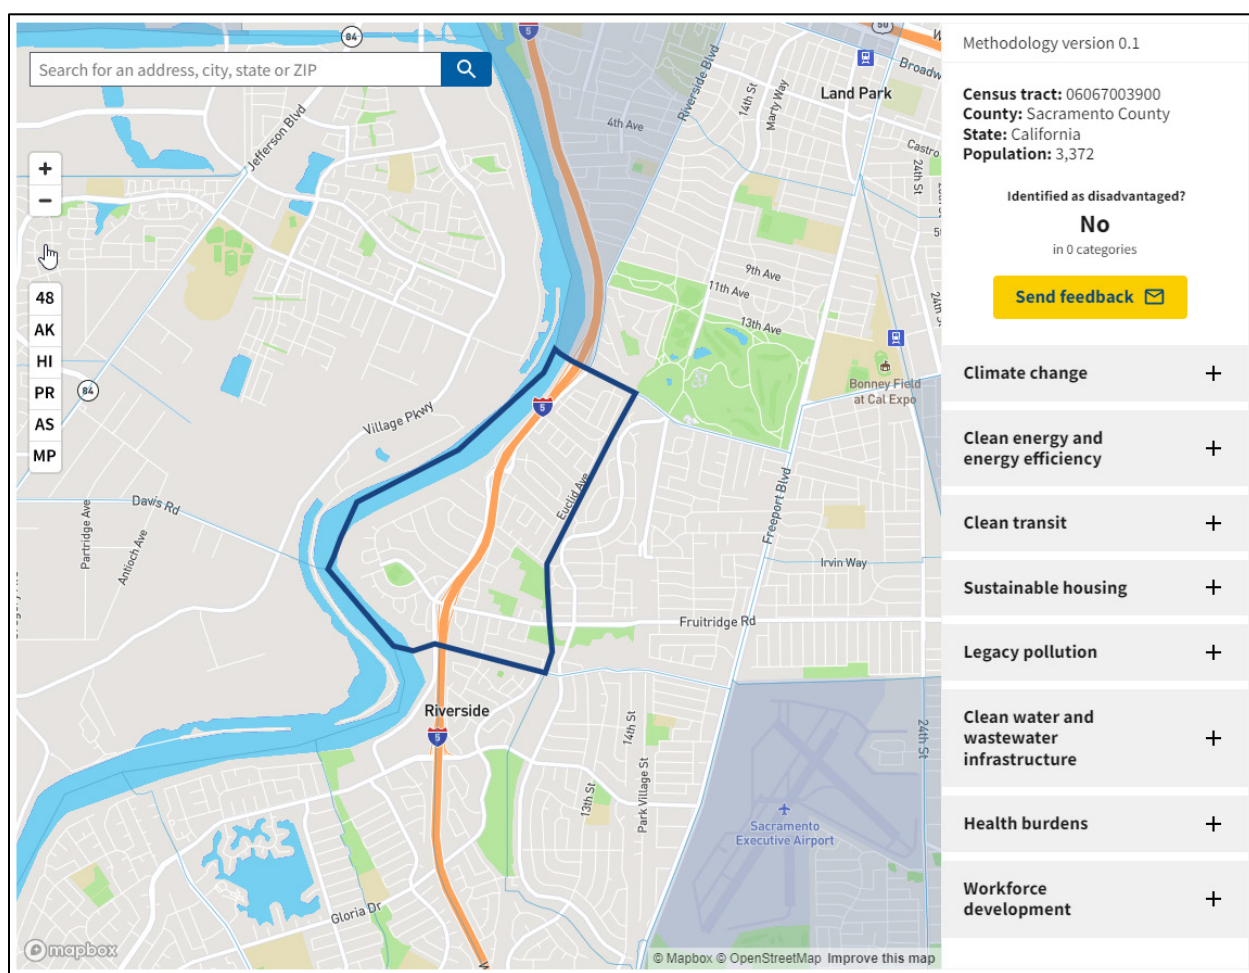 84
5
50
W
Search for an address, city, state or ZIP
Riverside Blvd
Broadw
Land Park
14th St
Marty Way
4th Ave
Jefferson Blvd
Castro
24th St
+
−
9th Ave
11th Ave
13th Ave
24th St
48
AK
HI
PR
AS
MP
84
5
Bonney Field
at Cal Expo
Village Pkwy
Euclid Ave
Freeport Blvd
Davis Rd
Partridge Ave
Antioch Ave
Irvin Way
Fruitridge Rd
Riverside
5
14th St
24th St
13th St
Park Village St
Sacramento
Executive Airport
Gloria Dr
W
mapbox
© Mapbox © OpenStreetMap Improve this map
Methodology version 0.1
Census tract: 06067003900
County: Sacramento County
State: California
Population: 3,372
Identified as disadvantaged?
No
in 0 categories
Send feedback
Climate change +
Clean energy and
energy efficiency +
Clean transit +
Sustainable housing +
Legacy pollution +
Clean water and
wastewater
infrastructure +
Health burdens +
Workforce
development +